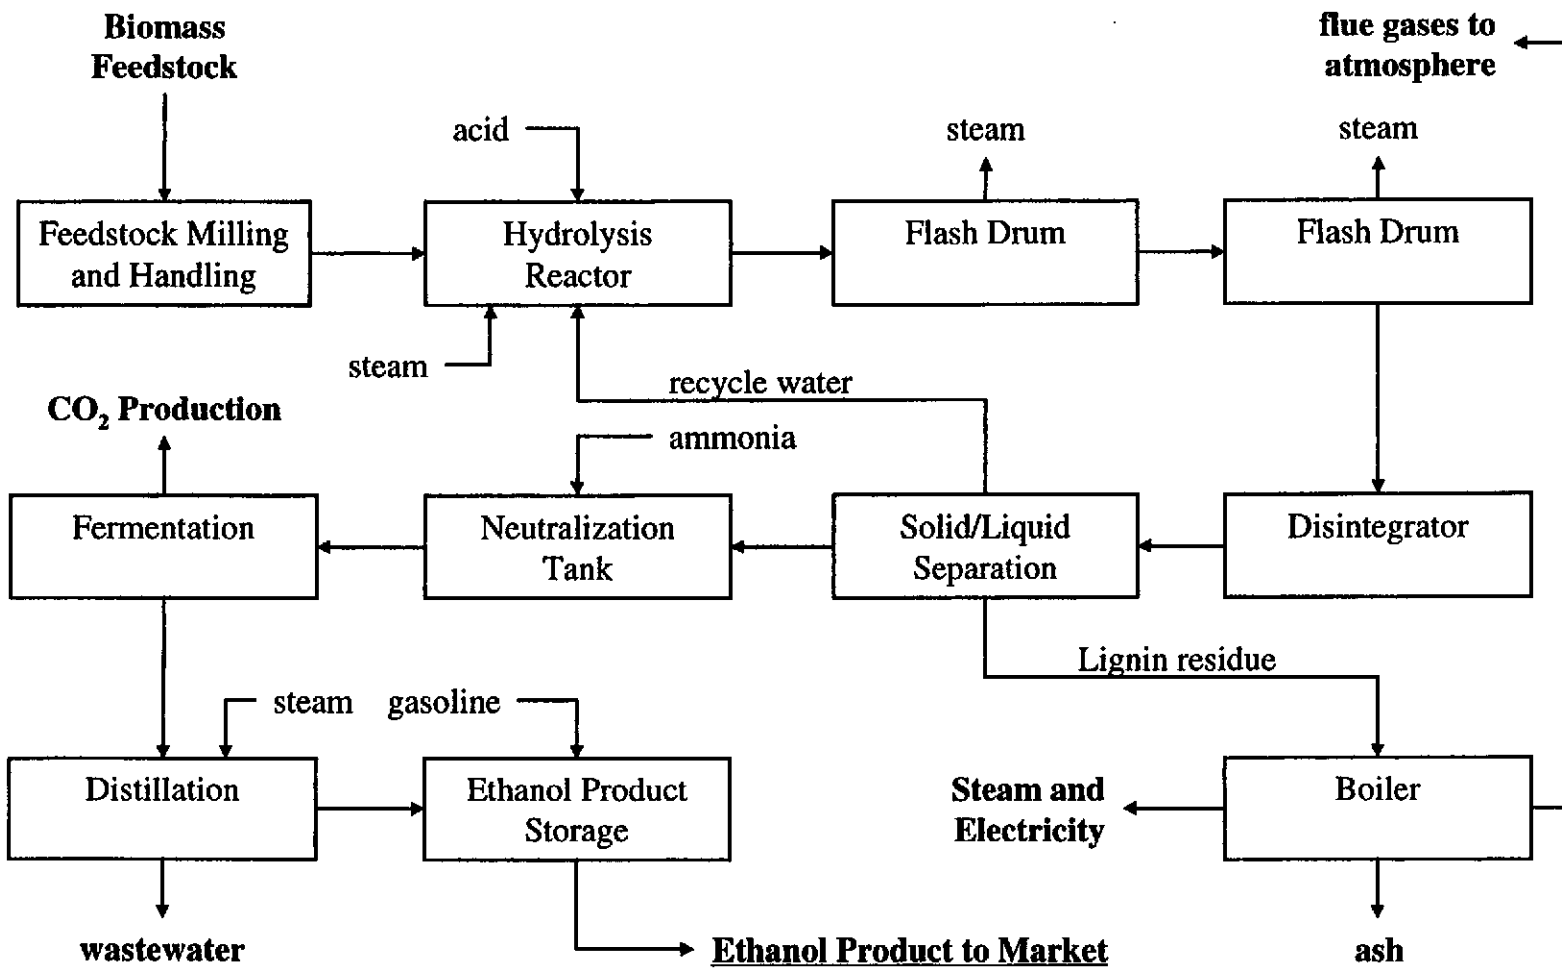 Biomass
Feedstock
flue gases to
atmosphere
acid
steam
steam
Feedstock Milling
and Handling
Hydrolysis
Reactor
Flash Drum
Flash Drum
steam
recycle water
CO₂ Production
ammonia
Fermentation
Neutralization
Tank
Solid/Liquid
Separation
Disintegrator
Lignin residue
steam
gasoline
Distillation
Ethanol Product
Storage
Steam and
Electricity
Boiler
wastewater
Ethanol Product to Market
ash